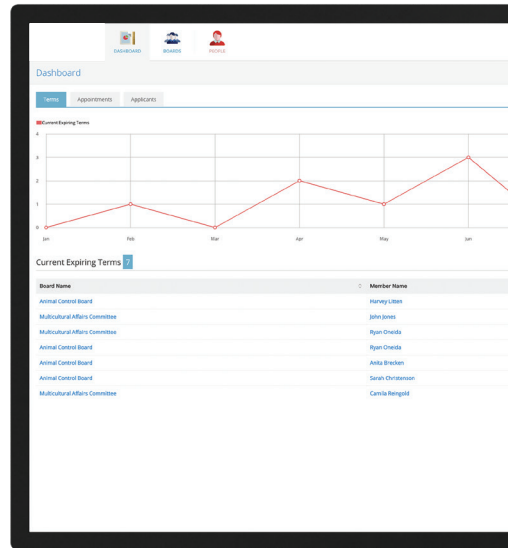 DASHBOARD BOARDS PEOPLE
Dashboard
Terms Appointments Applicants
Current Expiring Terms
4
3
2
1
0
Jan Feb Mar Apr May Jun
Current Expiring Terms 7
Board Name Member Name
Animal Control Board Harvey Litten
Multicultural Affairs Committee John Jones
Multicultural Affairs Committee Ryan Oneida
Animal Control Board Ryan Oneida
Animal Control Board Anita Brecken
Animal Control Board Sarah Christenson
Multicultural Affairs Committee Camila Reingold